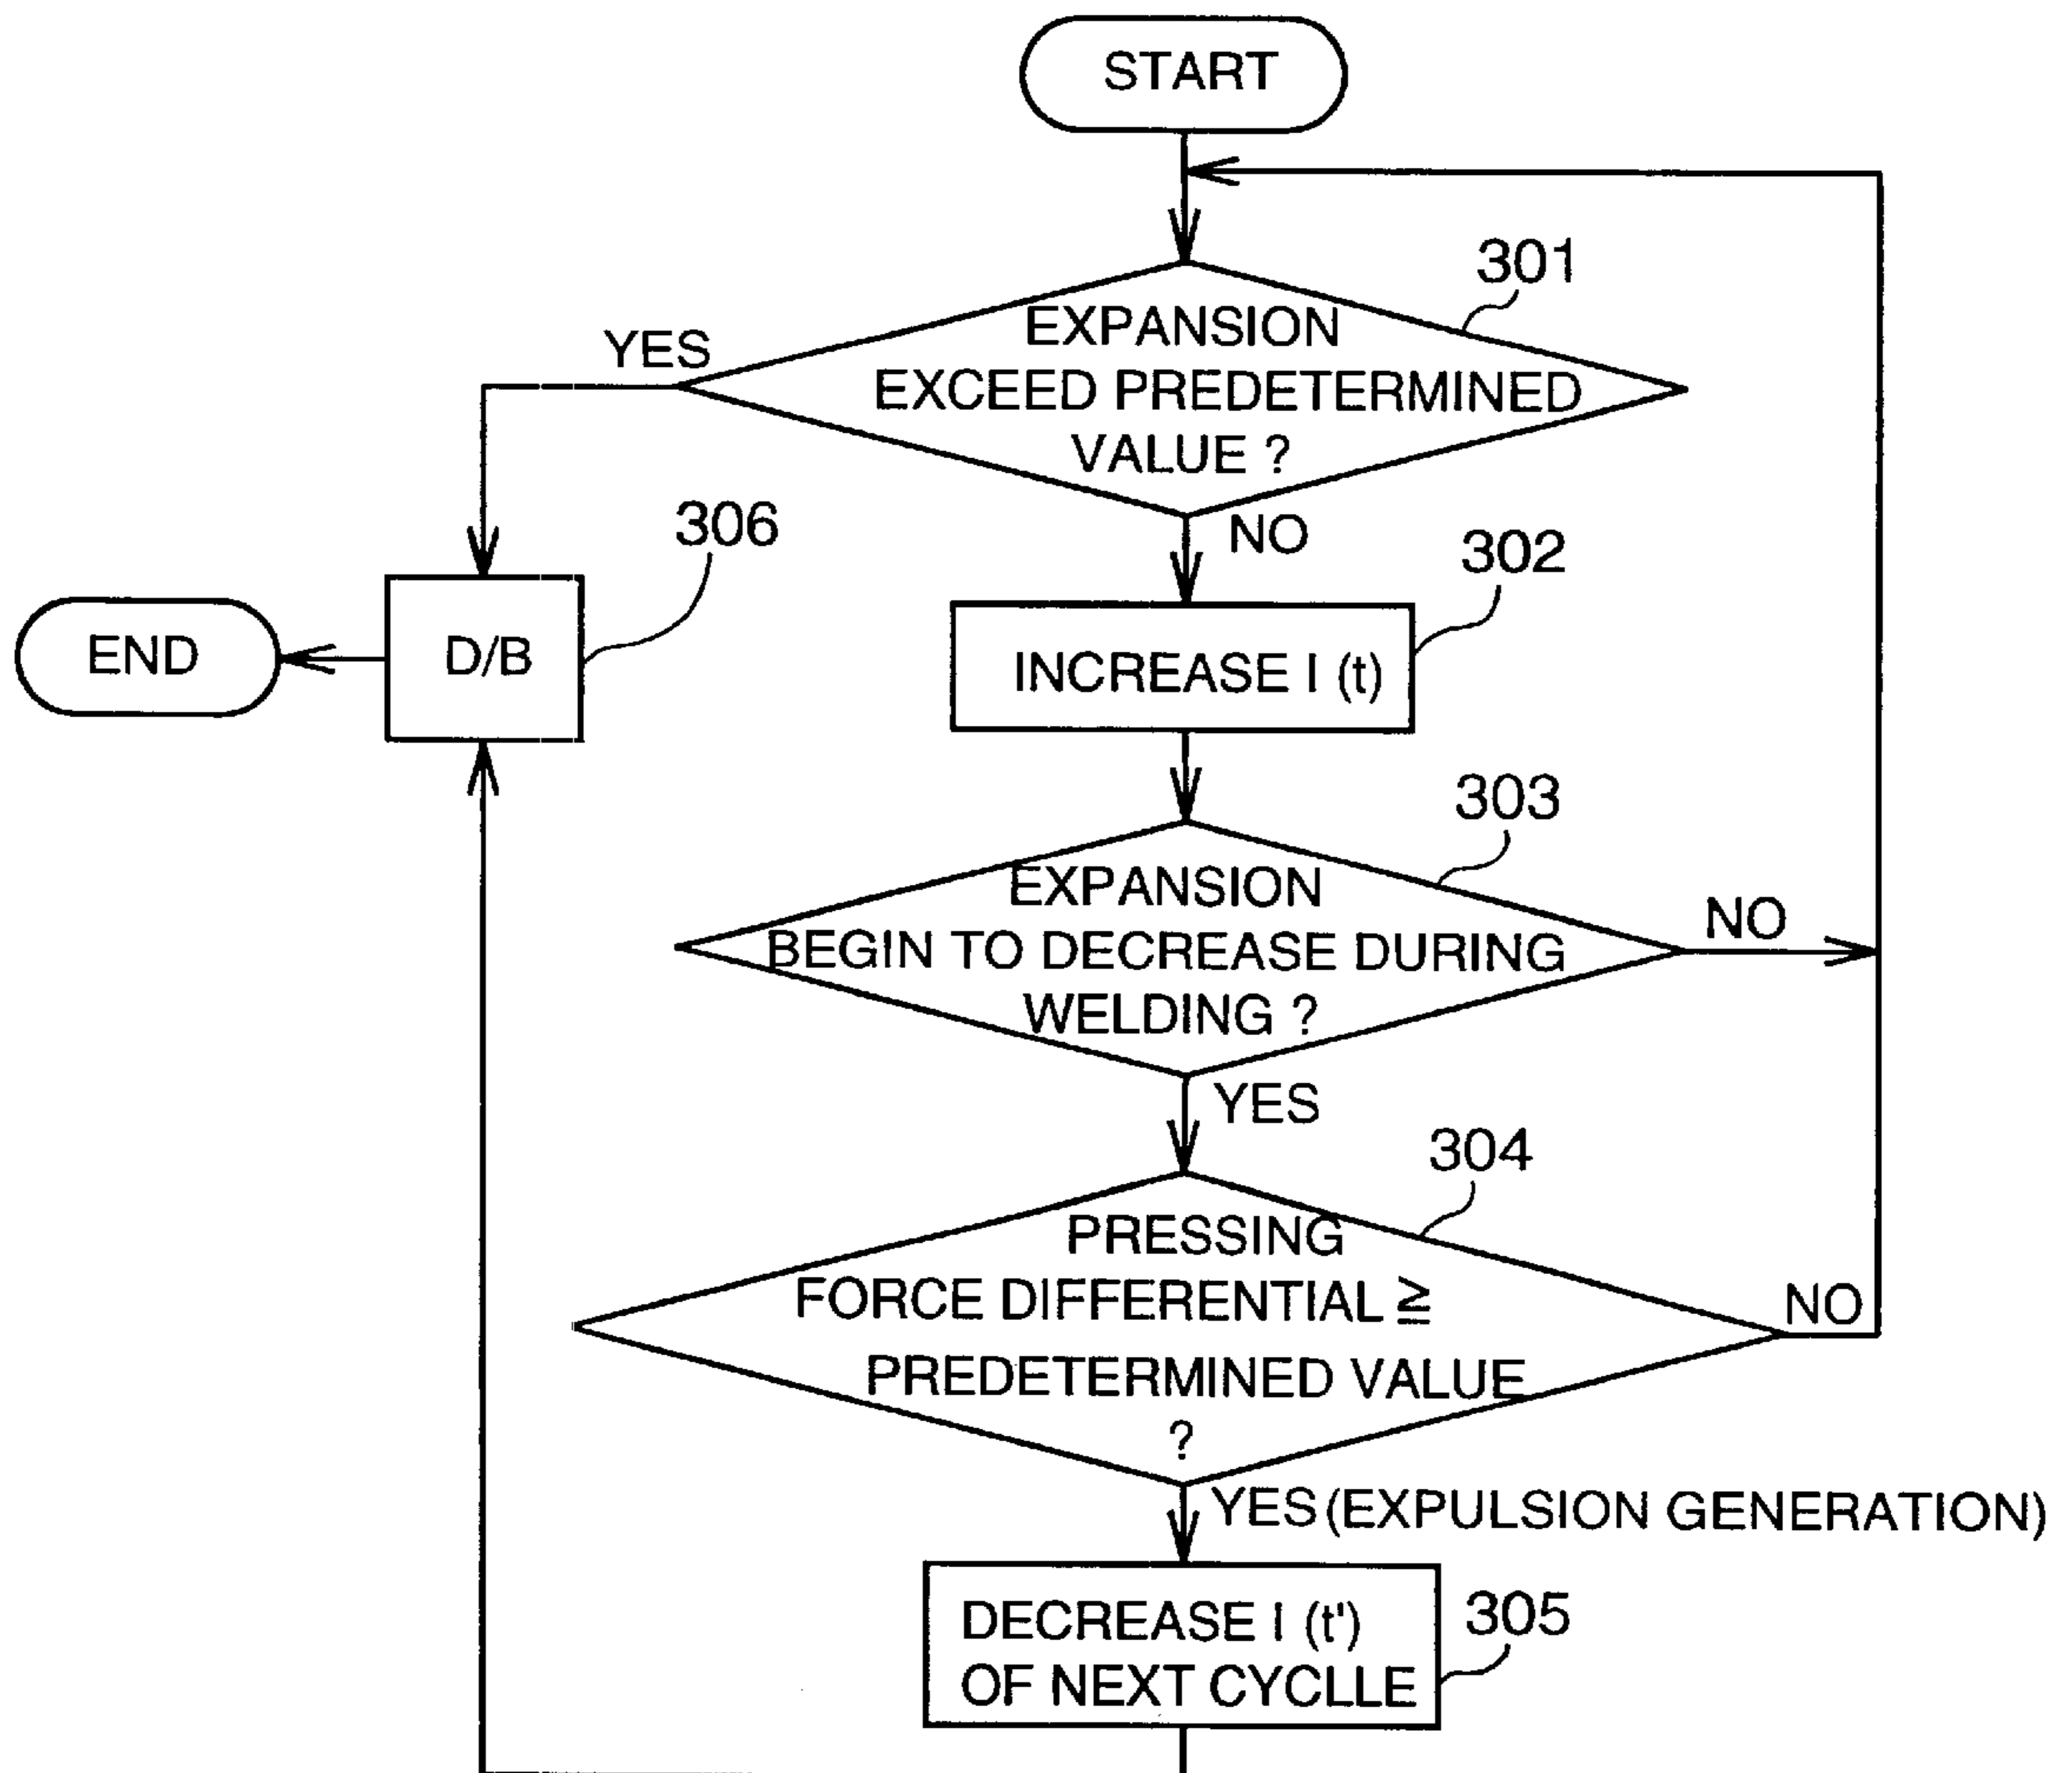 START
301
EXPANSION
EXCEED PREDETERMINED
VALUE ?
YES
NO
306
D/B
END
302
INCREASE I (t)
303
EXPANSION
BEGIN TO DECREASE DURING
WELDING ?
NO
YES
304
PRESSING
FORCE DIFFERENTIAL ≧
PREDETERMINED VALUE
?
NO
YES (EXPULSION GENERATION)
305
DECREASE I (t')
OF NEXT CYCLLE